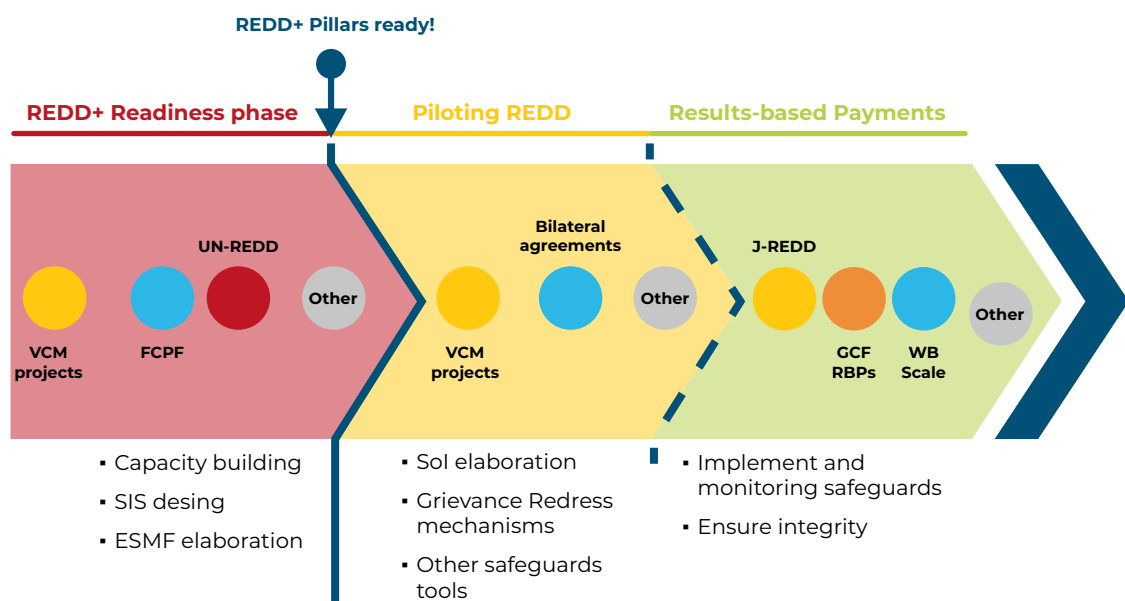 REDD+ Pillars ready!
REDD+ Readiness phase
Piloting REDD
Results-based Payments
UN-REDD
Other
VCM
projects
FCPF
Bilateral
agreements
Other
VCM
projects
J-REDD
Other
GCF
RBPs
WB
Scale
▪ Capacity building
▪ SIS desing
▪ ESMF elaboration
▪ SoI elaboration
▪ Grievance Redress
mechanisms
▪ Other safeguards
tools
▪ Implement and
monitoring safeguards
▪ Ensure integrity